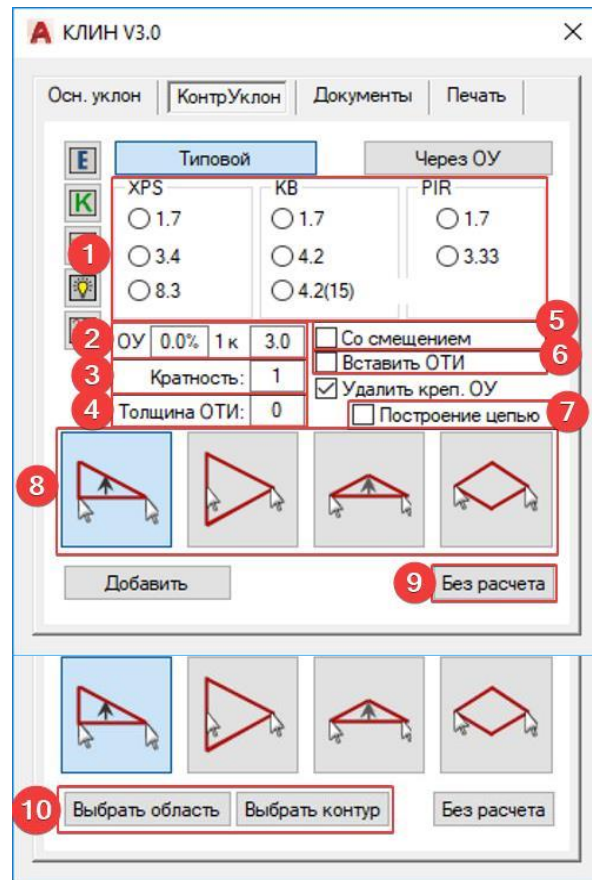 КЛИН V3.0
Осн. уклон КонтрУклон Документы Печать
E Типовой Через ОУ
K XPS КВ PIR
1.7 1.7 1.7
1 3.4 4.2 3.33
8.3 4.2(15)
5
2 ОУ 0.0% 1 к 3.0 Со смещением
6
3 Кратность: 1 Вставить ОТИ
Удалить креп. ОУ
4 Толщина ОТИ: 0 Построение цепью 7
8
Добавить 9 Без расчета
10 Выбрать область Выбрать контур Без расчета